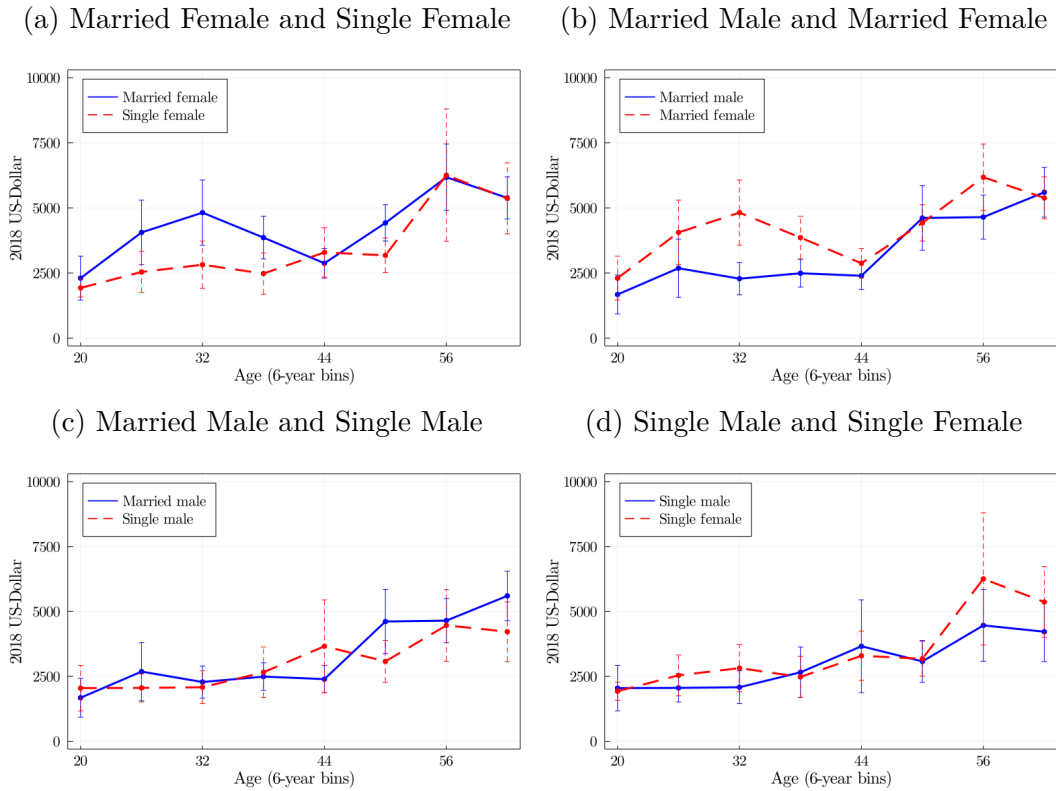 (a) Married Female and Single Female
10000
7500
5000
2500
0
2018 US-Dollar
Married female
Single female
20
32
44
56
Age (6-year bins)
(b) Married Male and Married Female
10000
7500
5000
2500
0
2018 US-Dollar
Married male
Married female
20
32
44
56
Age (6-year bins)
(c) Married Male and Single Male
10000
7500
5000
2500
0
2018 US-Dollar
Married male
Single male
20
32
44
56
Age (6-year bins)
(d) Single Male and Single Female
10000
7500
5000
2500
0
2018 US-Dollar
Single male
Single female
20
32
44
56
Age (6-year bins)